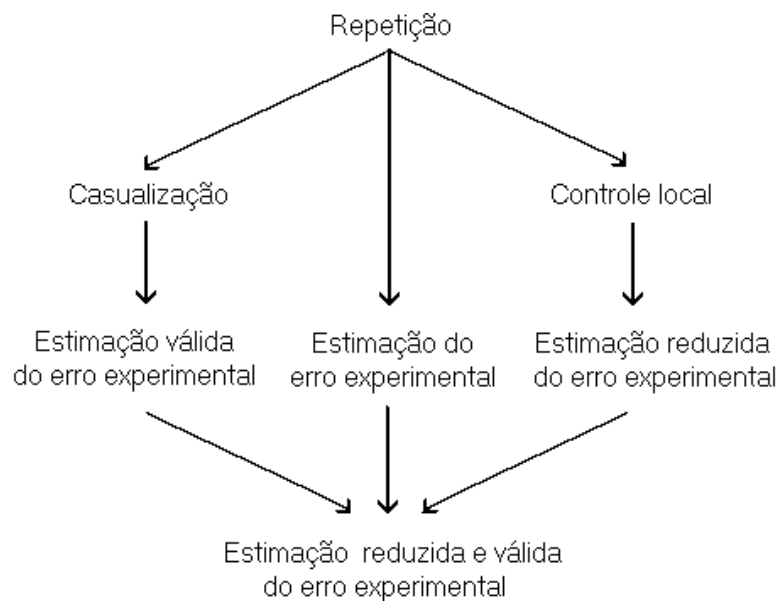 Repetição
Casualização
Controle local
Estimação válida
do erro experimental
Estimação do
erro experimental
Estimação reduzida
do erro experimental
Estimação reduzida e válida
do erro experimental